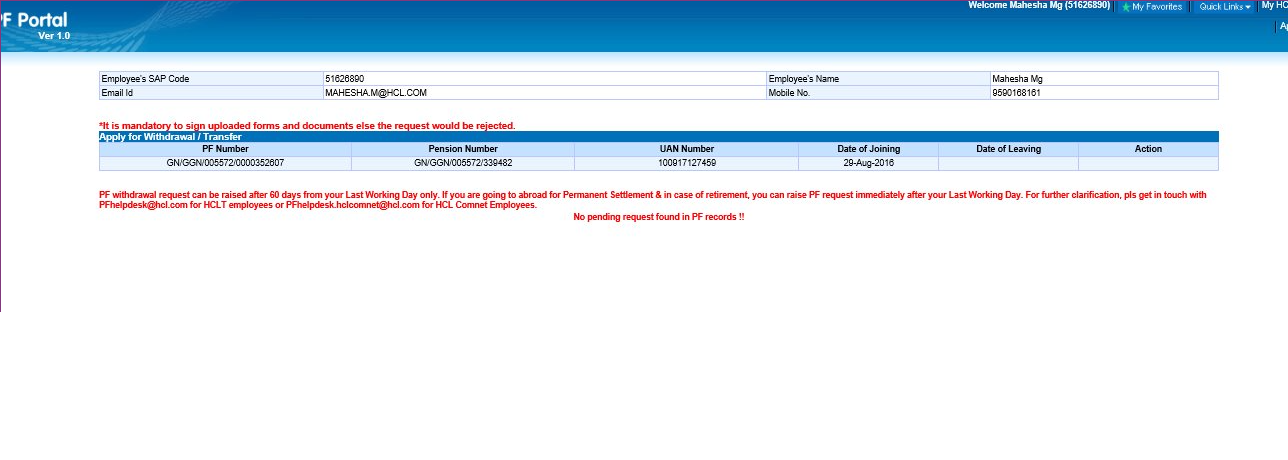 Welcome Mahesha Mg (51626890) My Favorites Quick Links My HC
F Portal
Ver 1.0
Employee's SAP Code 51626890 Employee's Name Mahesha Mg
Email Id MAHESHA.M@HCL.COM Mobile No. 9590168161
*It is mandatory to sign uploaded forms and documents else the request would be rejected.
Apply for Withdrawal / Transfer
PF Number Pension Number UAN Number Date of Joining Date of Leaving Action
GN/GGN/005572/0000352607 GN/GGN/005572/339482 100917127459 29-Aug-2016
PF withdrawal request can be raised after 60 days from your Last Working Day only. If you are going to abroad for Permanent Settlement & in case of retirement, you can raise PF request immediately after your Last Working Day. For further clarification, pls get in touch with
PFhelpdesk@hcl.com for HCLT employees or PFhelpdesk.hclcomnet@hcl.com for HCL Comnet Employees.
No pending request found in PF records !!